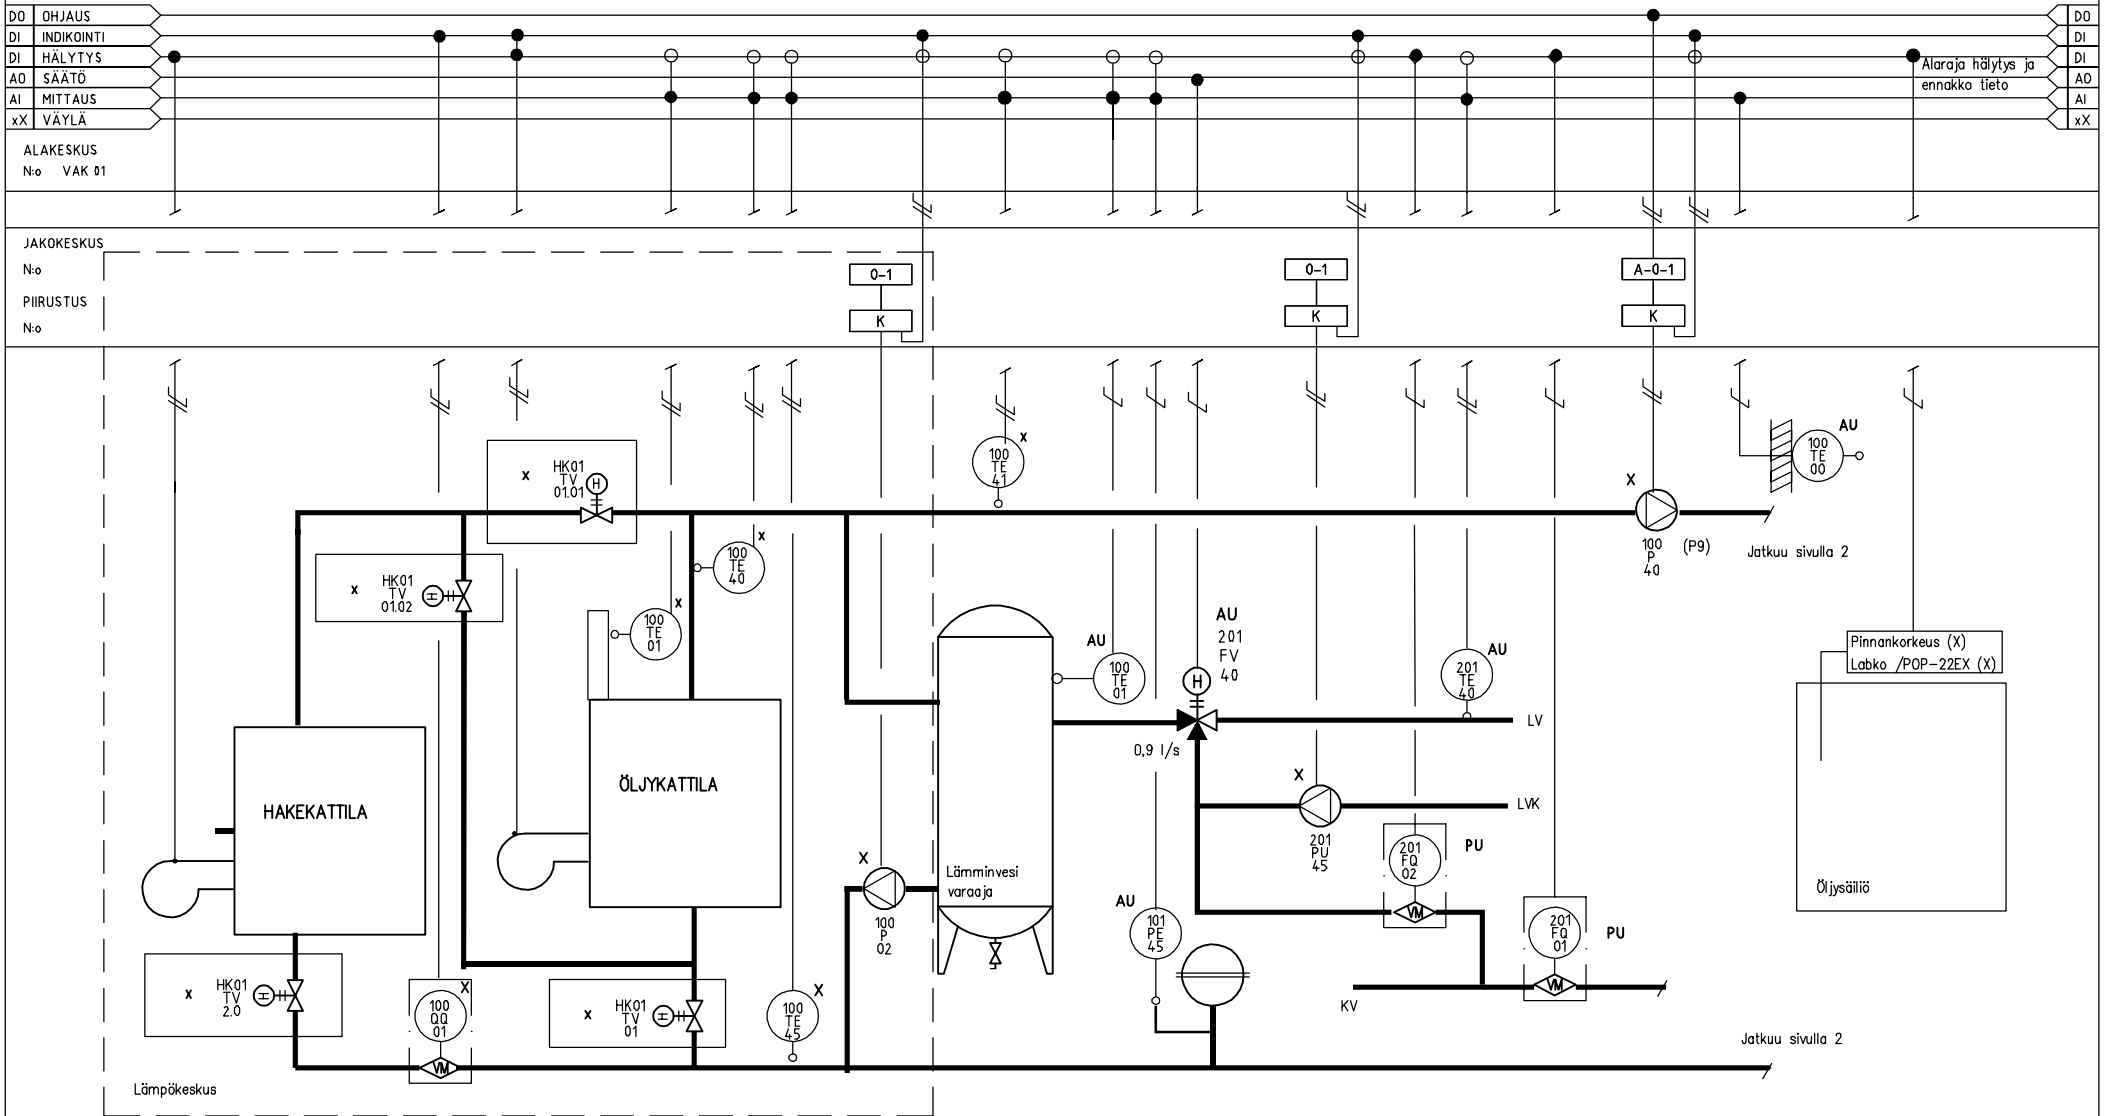 DO OHJAUS DO
DI INDIKOINTI DI
DI HÄLYTYS DI
AO SÄÄTÖ AO
AI MITTAUS AI
xX VÄYLÄ xX
Alaraja hälytys ja
ennakko tieto
ALAKESKUS
N:o VAK 01
JAKOKESKUS
N:o
PIIRUSTUS
N:o
0-1
K
0-1
K
A-0-1
K
x
HK01
TV
01.01
H
x
100
TE
41
AU
100
TE
00
X
100
P
40
(P9)
Jatkuu sivulla 2
x
HK01
TV
01.02
H
x
100
TE
40
x
100
TE
01
AU
100
TE
01
AU
201
FV
40
H
AU
201
TE
40
Pinnankorkeus (X)
Labko /POP-22EX (X)
LV
0,9 l/s
HAKEKATTILA
ÖLJYKATTILA
X
201
PU
45
LVK
201
FQ
02
PU
VM
X
100
P
02
Lämminvesi
varaaja
Öljysäiliö
AU
101
PE
45
201
FQ
01
PU
VM
KV
x
HK01
TV
2.0
H
X
100
QQ
01
VM
x
HK01
TV
01
H
X
100
TE
45
Jatkuu sivulla 2
Lämpökeskus